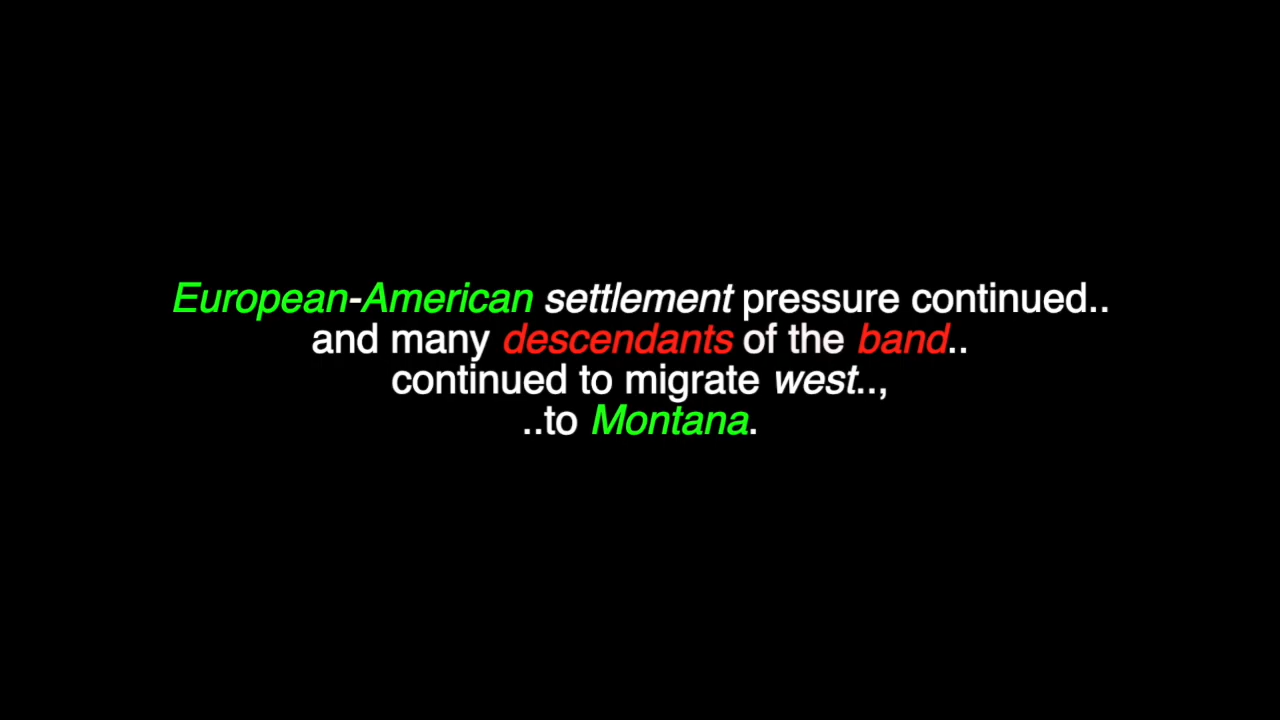 European-American settlement pressure continued..
and many descendants of the band..
continued to migrate west..,
..to Montana.